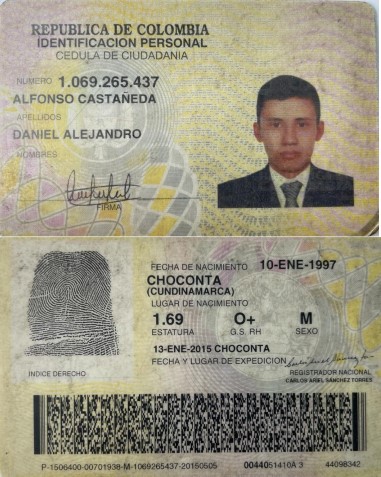 REPUBLICA DE COLOMBIA
IDENTIFICACION PERSONAL
CEDULA DE CIUDADANIA
NUMERO 1.069.265.437
ALFONSO CASTAÑEDA
APELLIDOS
DANIEL ALEJANDRO
NOMBRES
FIRMA
FECHA DE NACIMIENTO 10-ENE-1997
CHOCONTA
(CUNDINAMARCA)
LUGAR DE NACIMIENTO
1.69 O+ M
ESTATURA G.S. RH SEXO
13-ENE-2015 CHOCONTA
FECHA Y LUGAR DE EXPEDICION
INDICE DERECHO
REGISTRADOR NACIONAL
CARLOS ARIEL SANCHEZ TORRES
P-1506400-00701938-M-1069265437-20150505 0044051410A 3 44098342